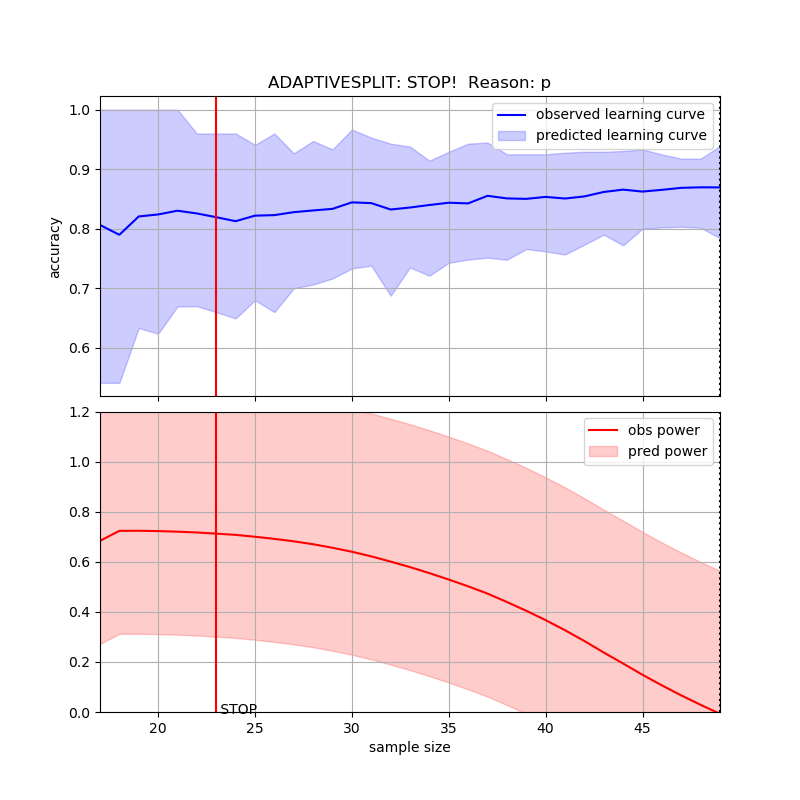 ADAPTIVESPLIT: STOP!  Reason: p
observed learning curve
predicted learning curve
1.0
0.9
0.8
0.7
0.6
accuracy
obs power
pred power
1.2
1.0
0.8
0.6
0.4
0.2
0.0
STOP
20 25 30 35 40 45
sample size